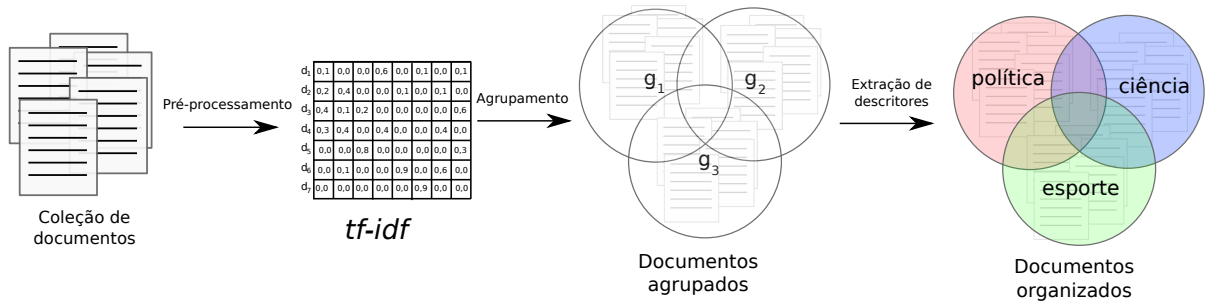 Coleção de
documentos
Pré-processamento
d1 0,1 0,0 0,0 0,6 0,0 0,1 0,0 0,1
d2 0,2 0,4 0,0 0,0 0,1 0,0 0,1 0,0
d3 0,4 0,1 0,2 0,0 0,0 0,0 0,0 0,6
d4 0,3 0,4 0,0 0,4 0,0 0,0 0,4 0,0
d5 0,0 0,0 0,8 0,0 0,0 0,0 0,0 0,3
d6 0,0 0,1 0,0 0,0 0,9 0,0 0,6 0,0
d7 0,0 0,0 0,0 0,0 0,0 0,9 0,0 0,0
tf-idf
Agrupamento
g1
g2
g3
Documentos
agrupados
Extração de
descritores
política
ciência
esporte
Documentos
organizados